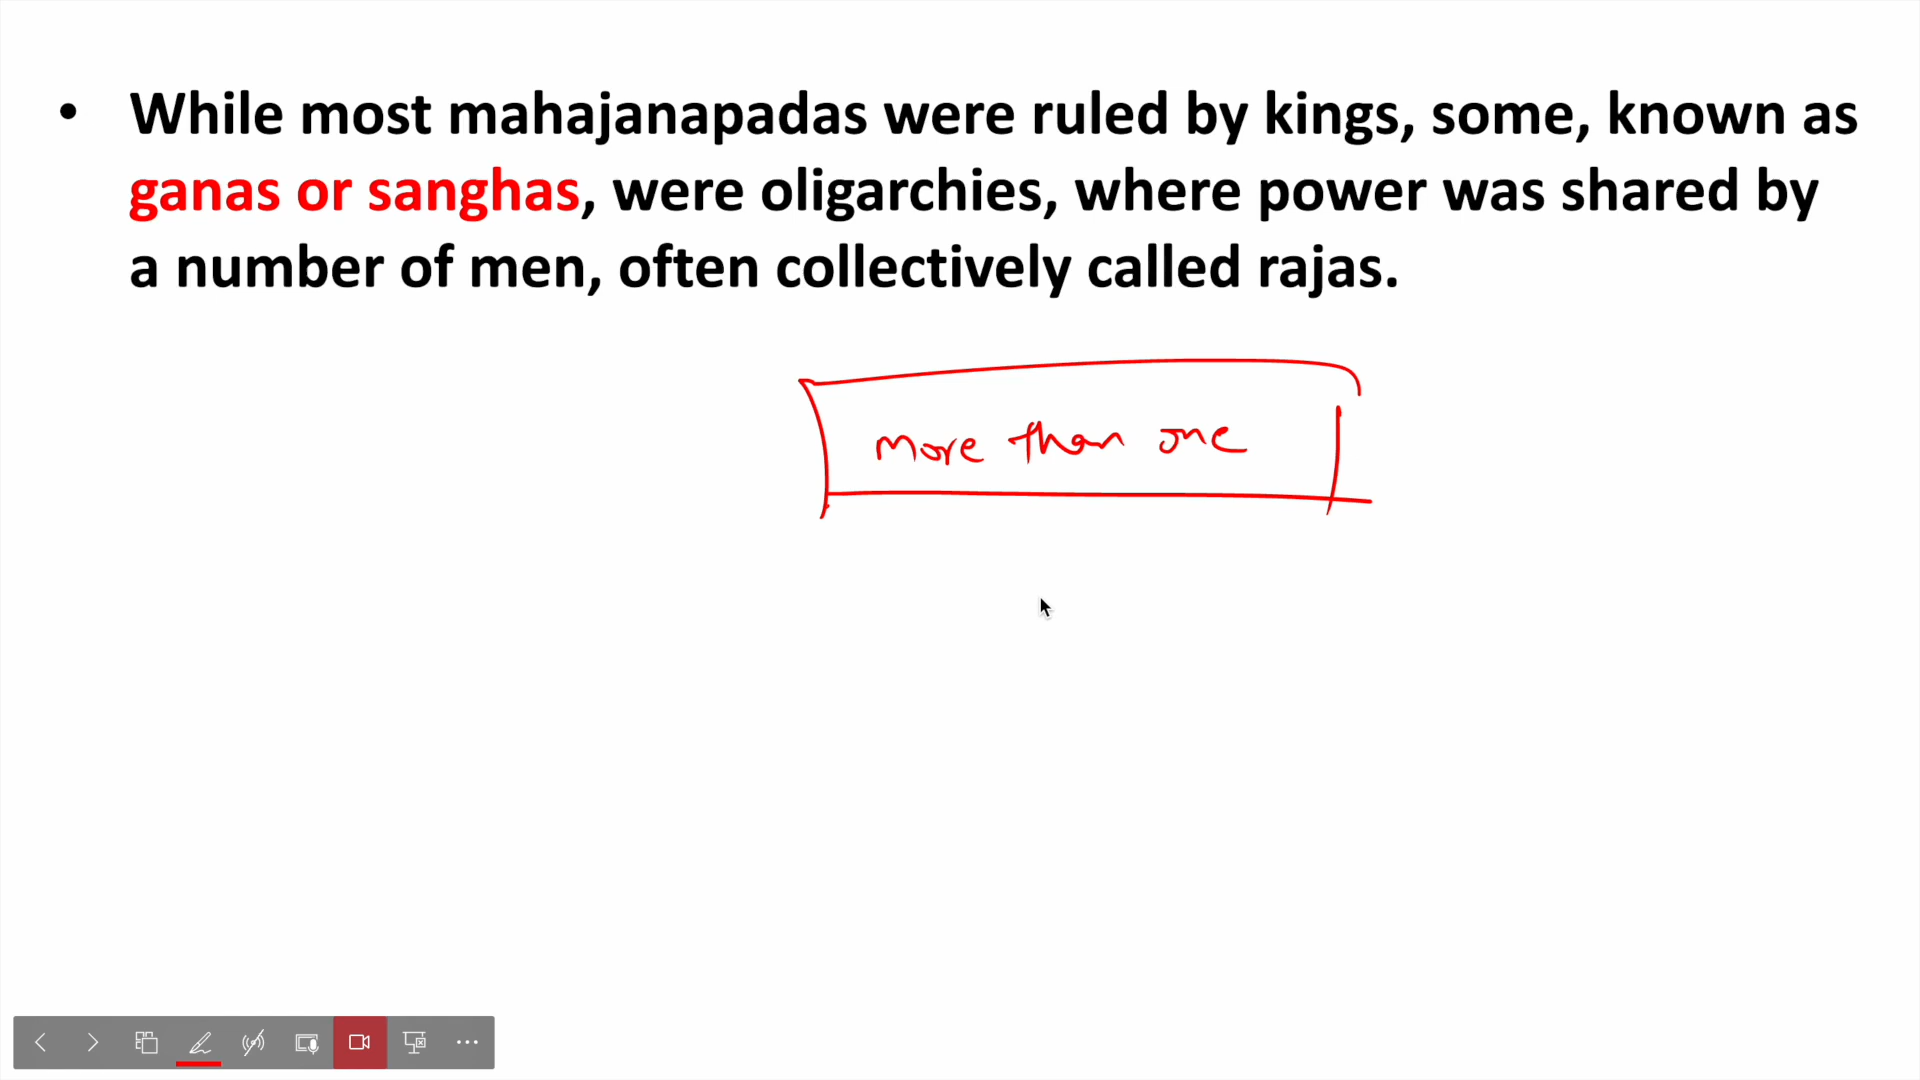 • While most mahajanapadas were ruled by kings, some, known as
ganas or sanghas, were oligarchies, where power was shared by
a number of men, often collectively called rajas.
more than one